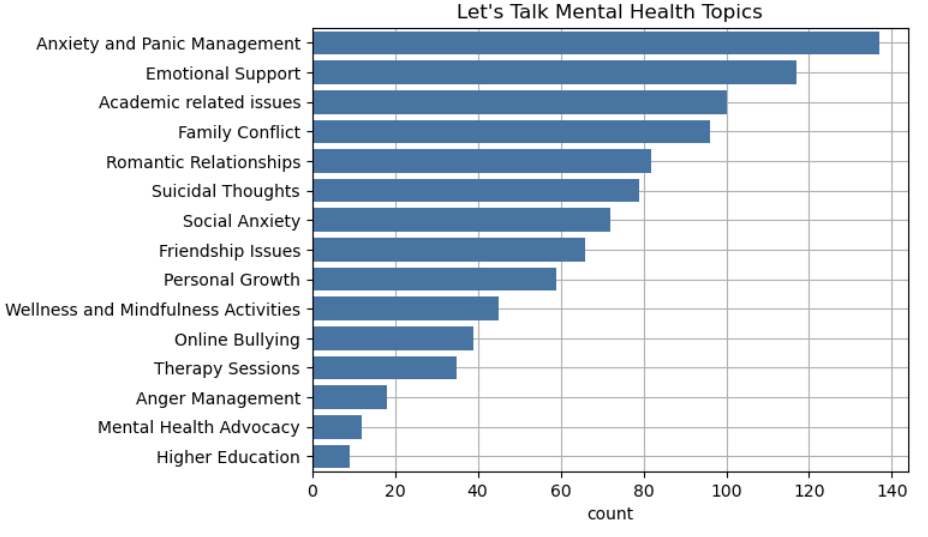 Let's Talk Mental Health Topics
Anxiety and Panic Management
Emotional Support
Academic related issues
Family Conflict
Romantic Relationships
Suicidal Thoughts
Social Anxiety
Friendship Issues
Personal Growth
Wellness and Mindfulness Activities
Online Bullying
Therapy Sessions
Anger Management
Mental Health Advocacy
Higher Education
0 20 40 60 80 100 120 140
count